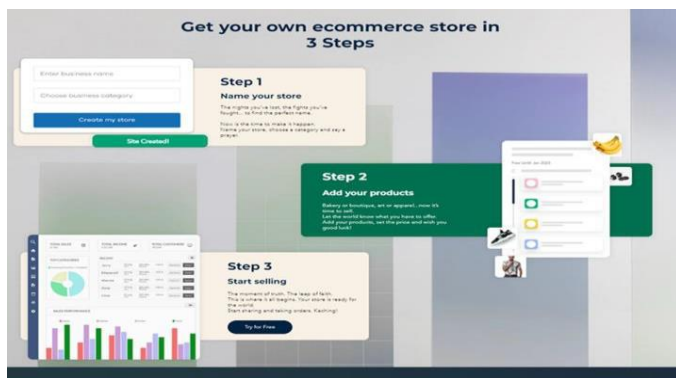 Get your own ecommerce store in
3 Steps
Enter business name
Choose business category
Create my store
Site Created!
Step 1
Name your store
The nights you've lost, the fights you've
fought... to find the perfect name.
Now is the time to make it happen.
Name your store, choose a category and say a
prayer.
Step 2
Add your products
Bakery or boutique, art or apparel, now it's
time to sell
Let the world know what you have to offer.
Add your products, set the price and wish you
good luck!
Step 3
Start selling
The moment of truth. The leap of faith.
This is where it all begins. Your store is ready for
the world.
Start sharing and taking orders. Kaching!
Try for Free